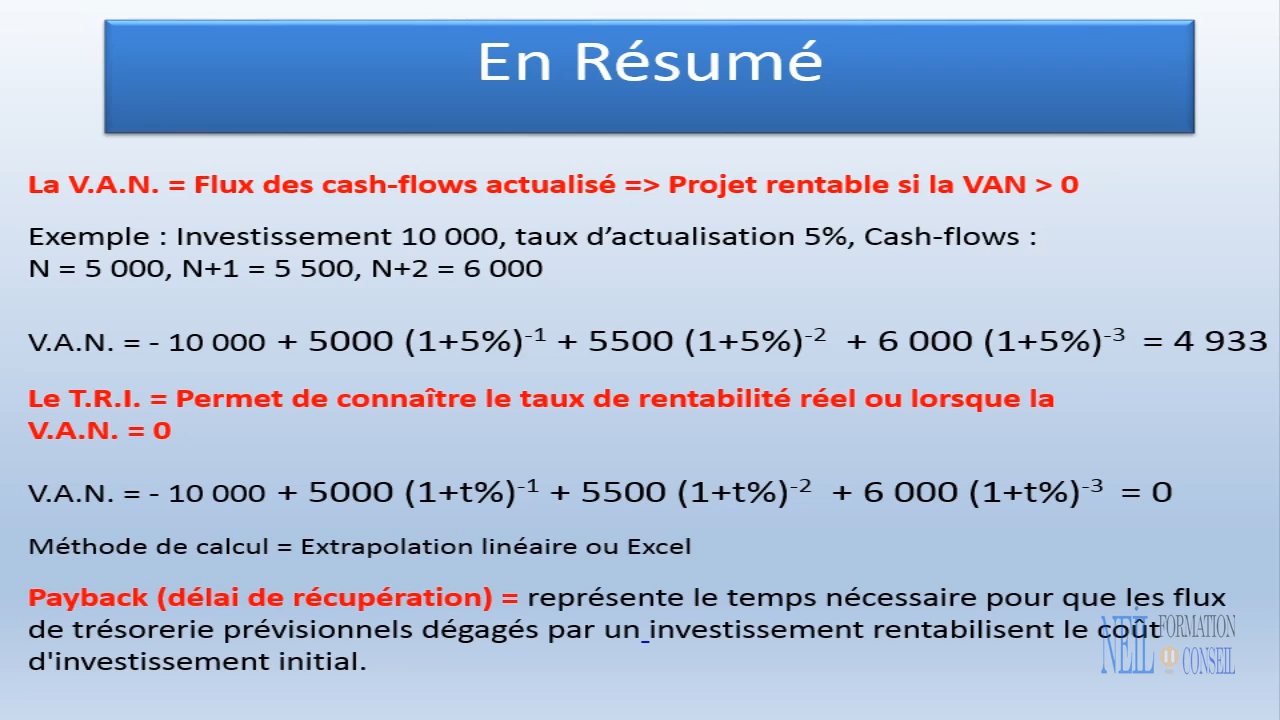 En Résumé
La V.A.N. = Flux des cash-flows actualisé => Projet rentable si la VAN > 0
Exemple : Investissement 10 000, taux d’actualisation 5%, Cash-flows :
N = 5 000, N+1 = 5 500, N+2 = 6 000
V.A.N. = - 10 000 + 5000 (1+5%)⁻¹ + 5500 (1+5%)⁻² + 6 000 (1+5%)⁻³ = 4 933
Le T.R.I. = Permet de connaître le taux de rentabilité réel ou lorsque la
V.A.N. = 0
V.A.N. = - 10 000 + 5000 (1+t%)⁻¹ + 5500 (1+t%)⁻² + 6 000 (1+t%)⁻³ = 0
Méthode de calcul = Extrapolation linéaire ou Excel
Payback (délai de récupération) = représente le temps nécessaire pour que les flux
de trésorerie prévisionnels dégagés par un investissement rentabilisent le coût
d'investissement initial.
NEIL FORMATION
CONSEIL